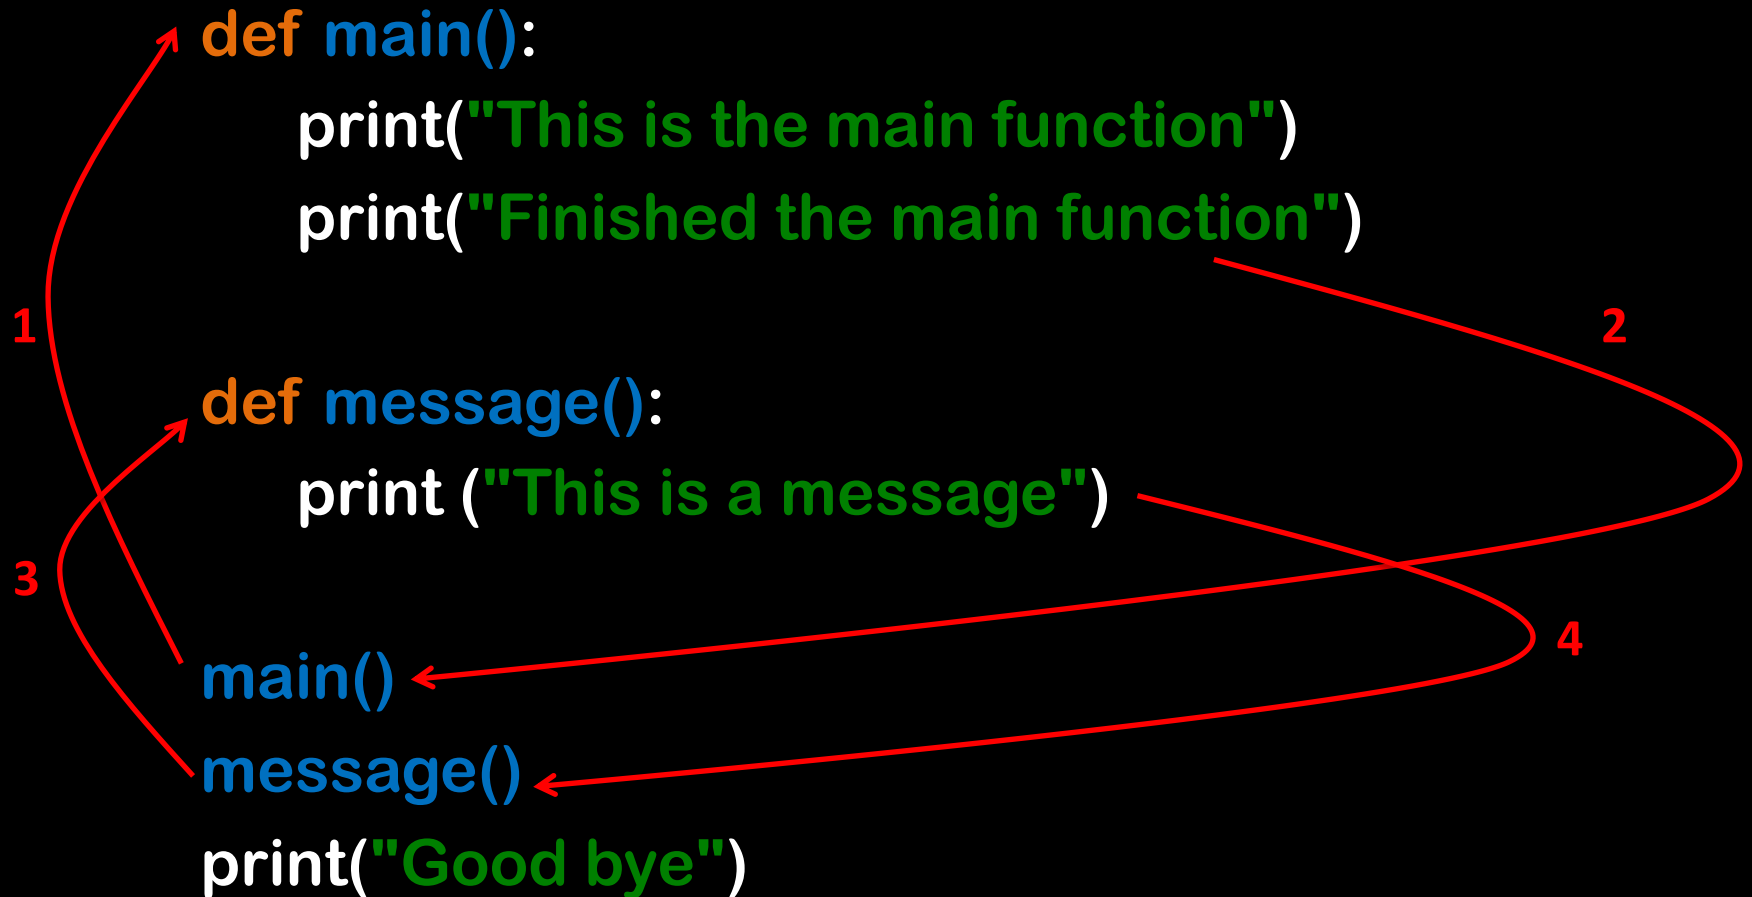 def main():
print("This is the main function")
print("Finished the main function")
1
2
def message():
print ("This is a message")
3
4
main()
message()
print("Good bye")